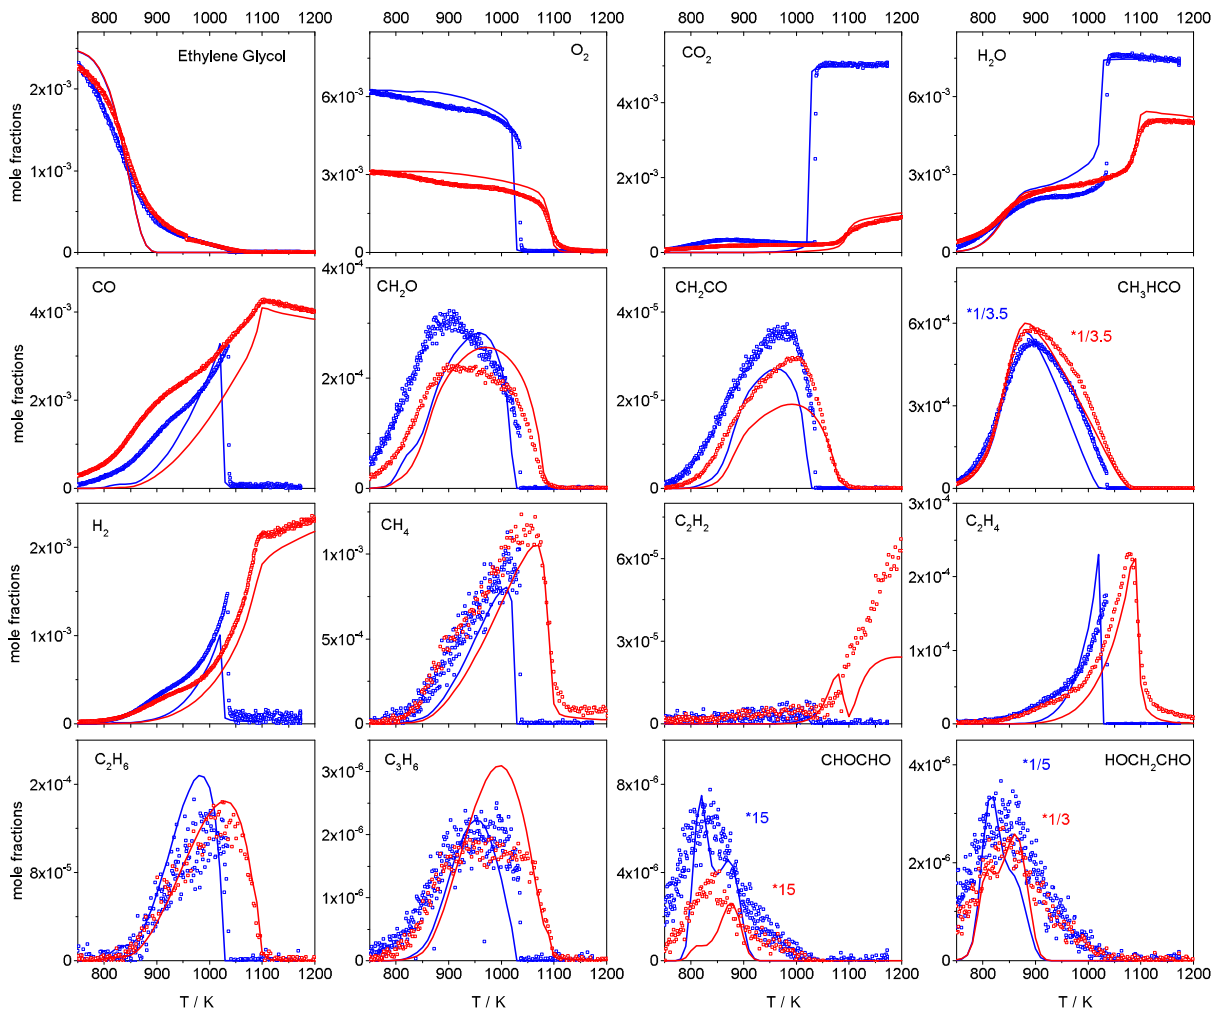 800 900 1000 1100 1200 800 900 1000 1100 1200 800 900 1000 1100 1200 800 900 1000 1100 1200
Ethylene Glycol
2x10⁻³
1x10⁻³
0
mole fractions
O₂
6x10⁻³
3x10⁻³
0
CO₂
4x10⁻³
2x10⁻³
0
H₂O
6x10⁻³
3x10⁻³
0
CO
4x10⁻³
2x10⁻³
0
mole fractions
CH₂O
4x10⁻⁴
2x10⁻⁴
0
CH₂CO
4x10⁻⁵
2x10⁻⁵
0
CH₃HCO
*1/3.5
*1/3.5
6x10⁻⁴
3x10⁻⁴
0
H₂
2x10⁻³
1x10⁻³
0
mole fractions
CH₄
1x10⁻³
5x10⁻⁴
0
C₂H₂
6x10⁻⁵
3x10⁻⁵
0
C₂H₄
3x10⁻⁴
2x10⁻⁴
1x10⁻⁴
0
C₂H₆
2x10⁻⁴
8x10⁻⁵
0
mole fractions
C₃H₆
3x10⁻⁶
2x10⁻⁶
1x10⁻⁶
0
CHOCHO
*15
*15
8x10⁻⁶
4x10⁻⁶
0
HOCH₂CHO
*1/5
*1/3
4x10⁻⁶
2x10⁻⁶
0
800 900 1000 1100 1200 800 900 1000 1100 1200 800 900 1000 1100 1200 800 900 1000 1100 1200
T / K T / K T / K T / K